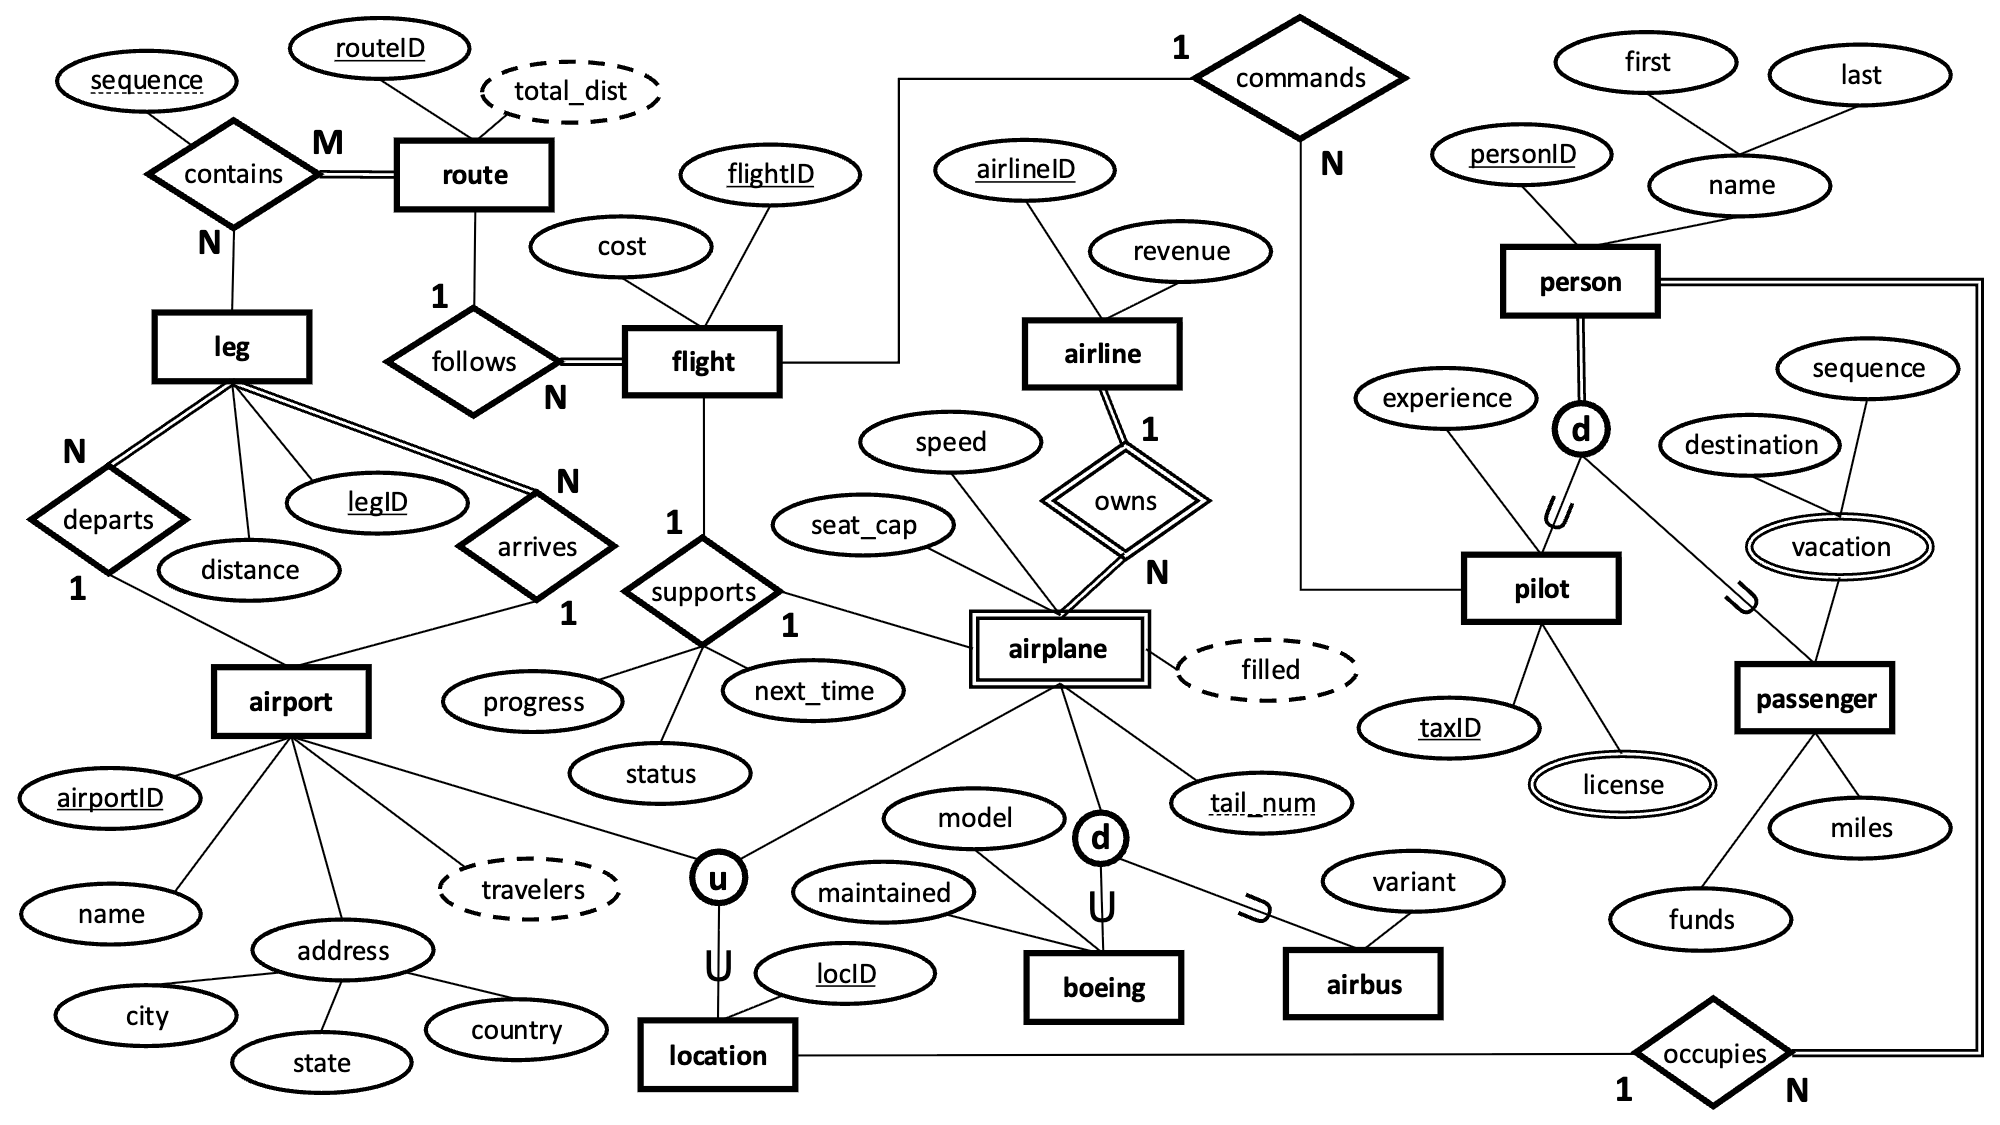 sequence
routeID
total_dist
contains
M
route
N
leg
1
follows
N
cost
flightID
flight
1
commands
N
airlineID
revenue
airline
1
owns
N
first
last
personID
name
person
d
experience
sequence
destination
vacation
pilot
taxID
license
passenger
funds
miles
N
departs
1
distance
legID
N
arrives
1
speed
seat_cap
1
supports
1
progress
next_time
status
airplane
filled
tail_num
airport
airportID
name
address
travelers
city
state
country
u
U
locID
location
model
maintained
d
U
U
boeing
variant
airbus
U
U
1
occupies
N